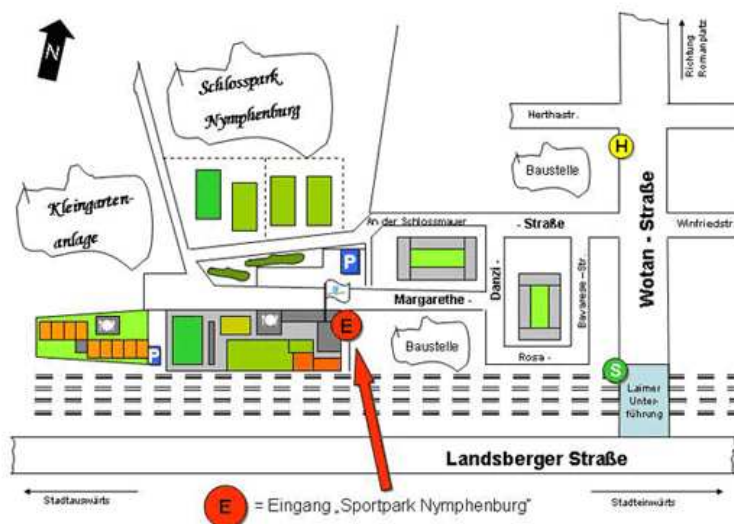 N
Schlosspark
Nymphenburg
Richtung
Romanplatz
Herthastr.
H
Baustelle
Kleingarten-
anlage
An der Schlossmauer
- Straße
Winfriedstr.
Wotan - Straße
P
Danzi -
Bavarese-Str.
Margarethe -
E
Baustelle
Rosa -
P
S
Laimer
Unter-
führung
Landsberger Straße
Stadtauswärts
E = Eingang „Sportpark Nymphenburg“
Stadteinwärts